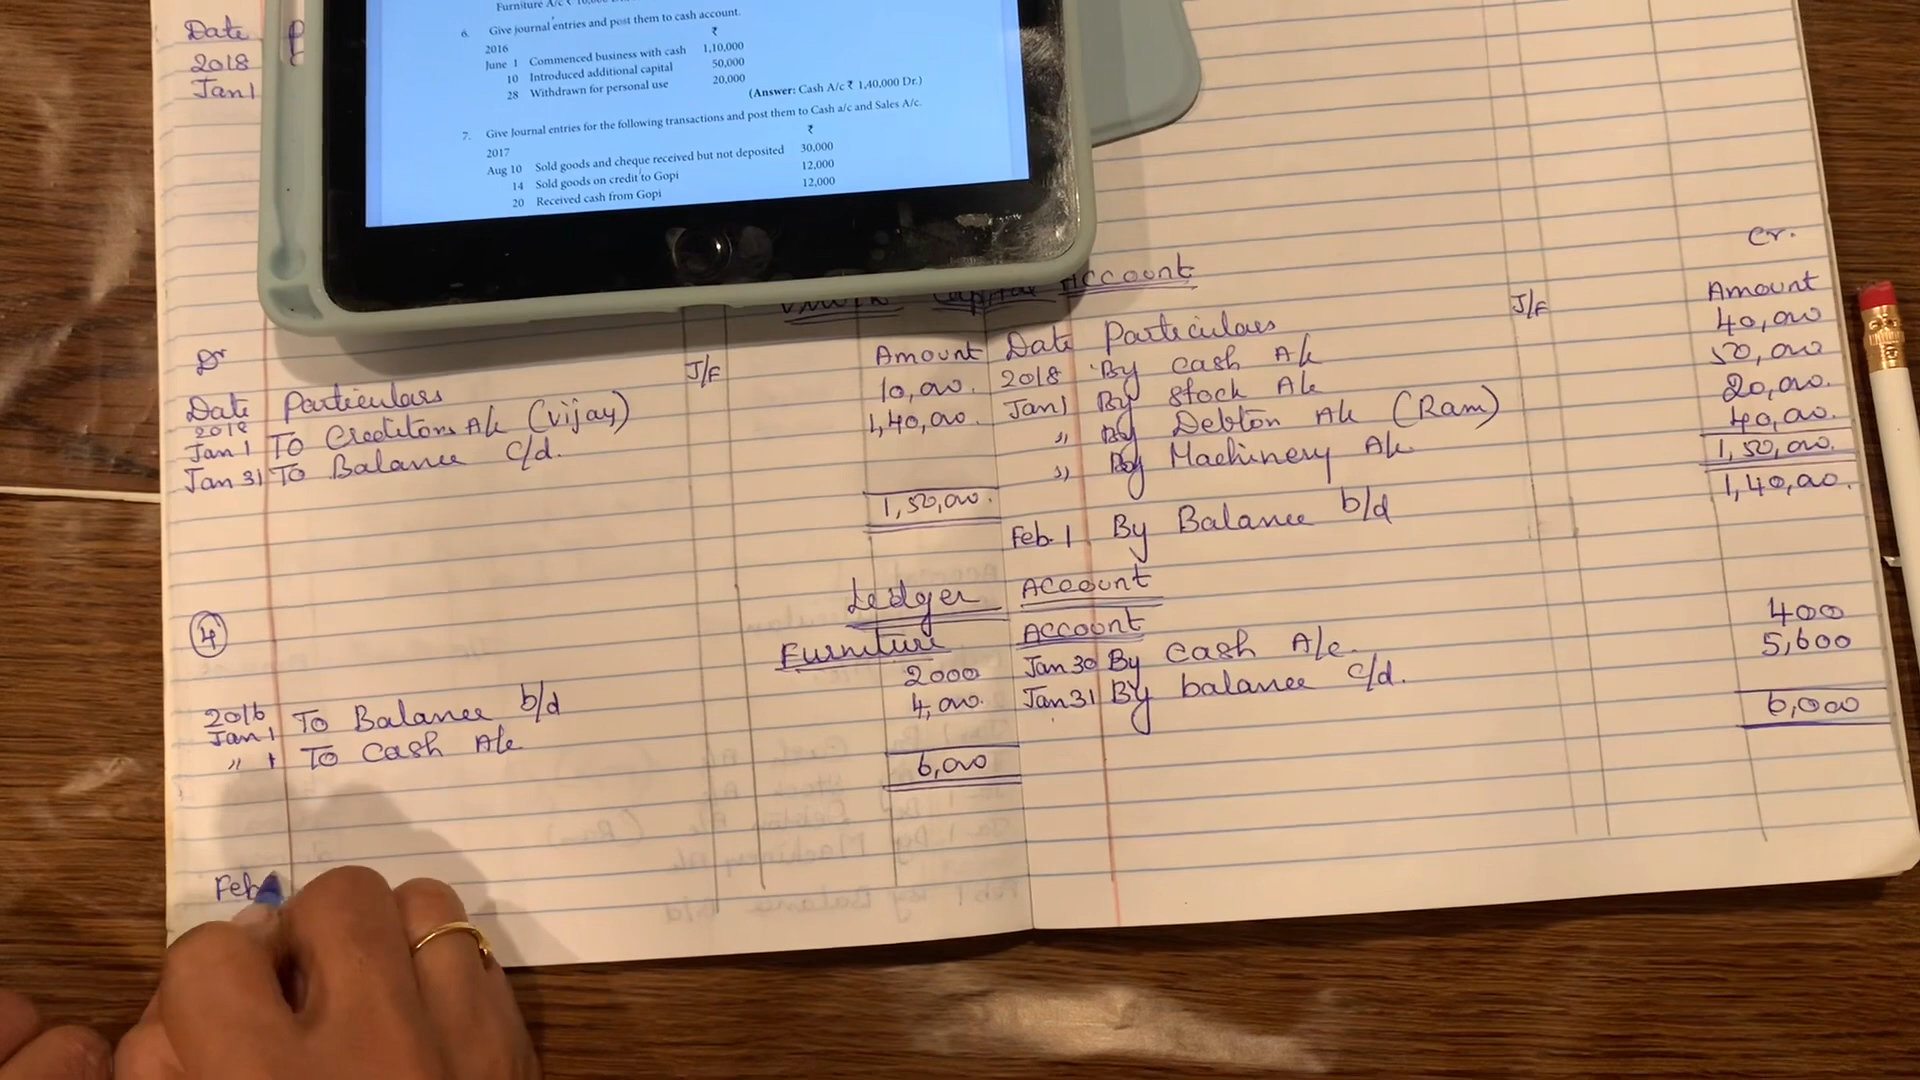 Date
2018
Jan 1
Furniture A/c ₹
6. Give journal entries and post them to cash account.
2016 ₹
June 1 Commenced business with cash 1,10,000
10 Introduced additional capital 50,000
28 Withdrawn for personal use 20,000
(Answer: Cash A/c ₹ 1,40,000 Dr.)
7. Give Journal entries for the following transactions and post them to Cash a/c and Sales A/c.
2017 ₹
Aug 10 Sold goods and cheque received but not deposited 30,000
14 Sold goods on credit to Gopi 12,000
20 Received cash from Gopi 12,000
Capital Account
Dr Cr.
Date Particulars J/F Amount Date Particulars J/F Amount
2018 10,000. 2018 By Cash A/c 40,000
Jan 1 To Creditors A/c (Vijay) 1,40,000. Jan 1 By Stock A/c 50,000
Jan 31 To Balance c/d. ,, By Debtor A/c (Ram) 20,000.
,, By Machinery A/c 40,000.
1,50,000. 1,50,000.
Feb. 1 By Balance b/d 1,40,000.
4 Ledger Account
Furniture Account
2016 To Balance b/d 2000 Jan 30 By Cash A/c. 400
Jan 1 4,000. Jan 31 By balance c/d. 5,600
,, 1 To Cash A/c
6,000 6,000
Feb